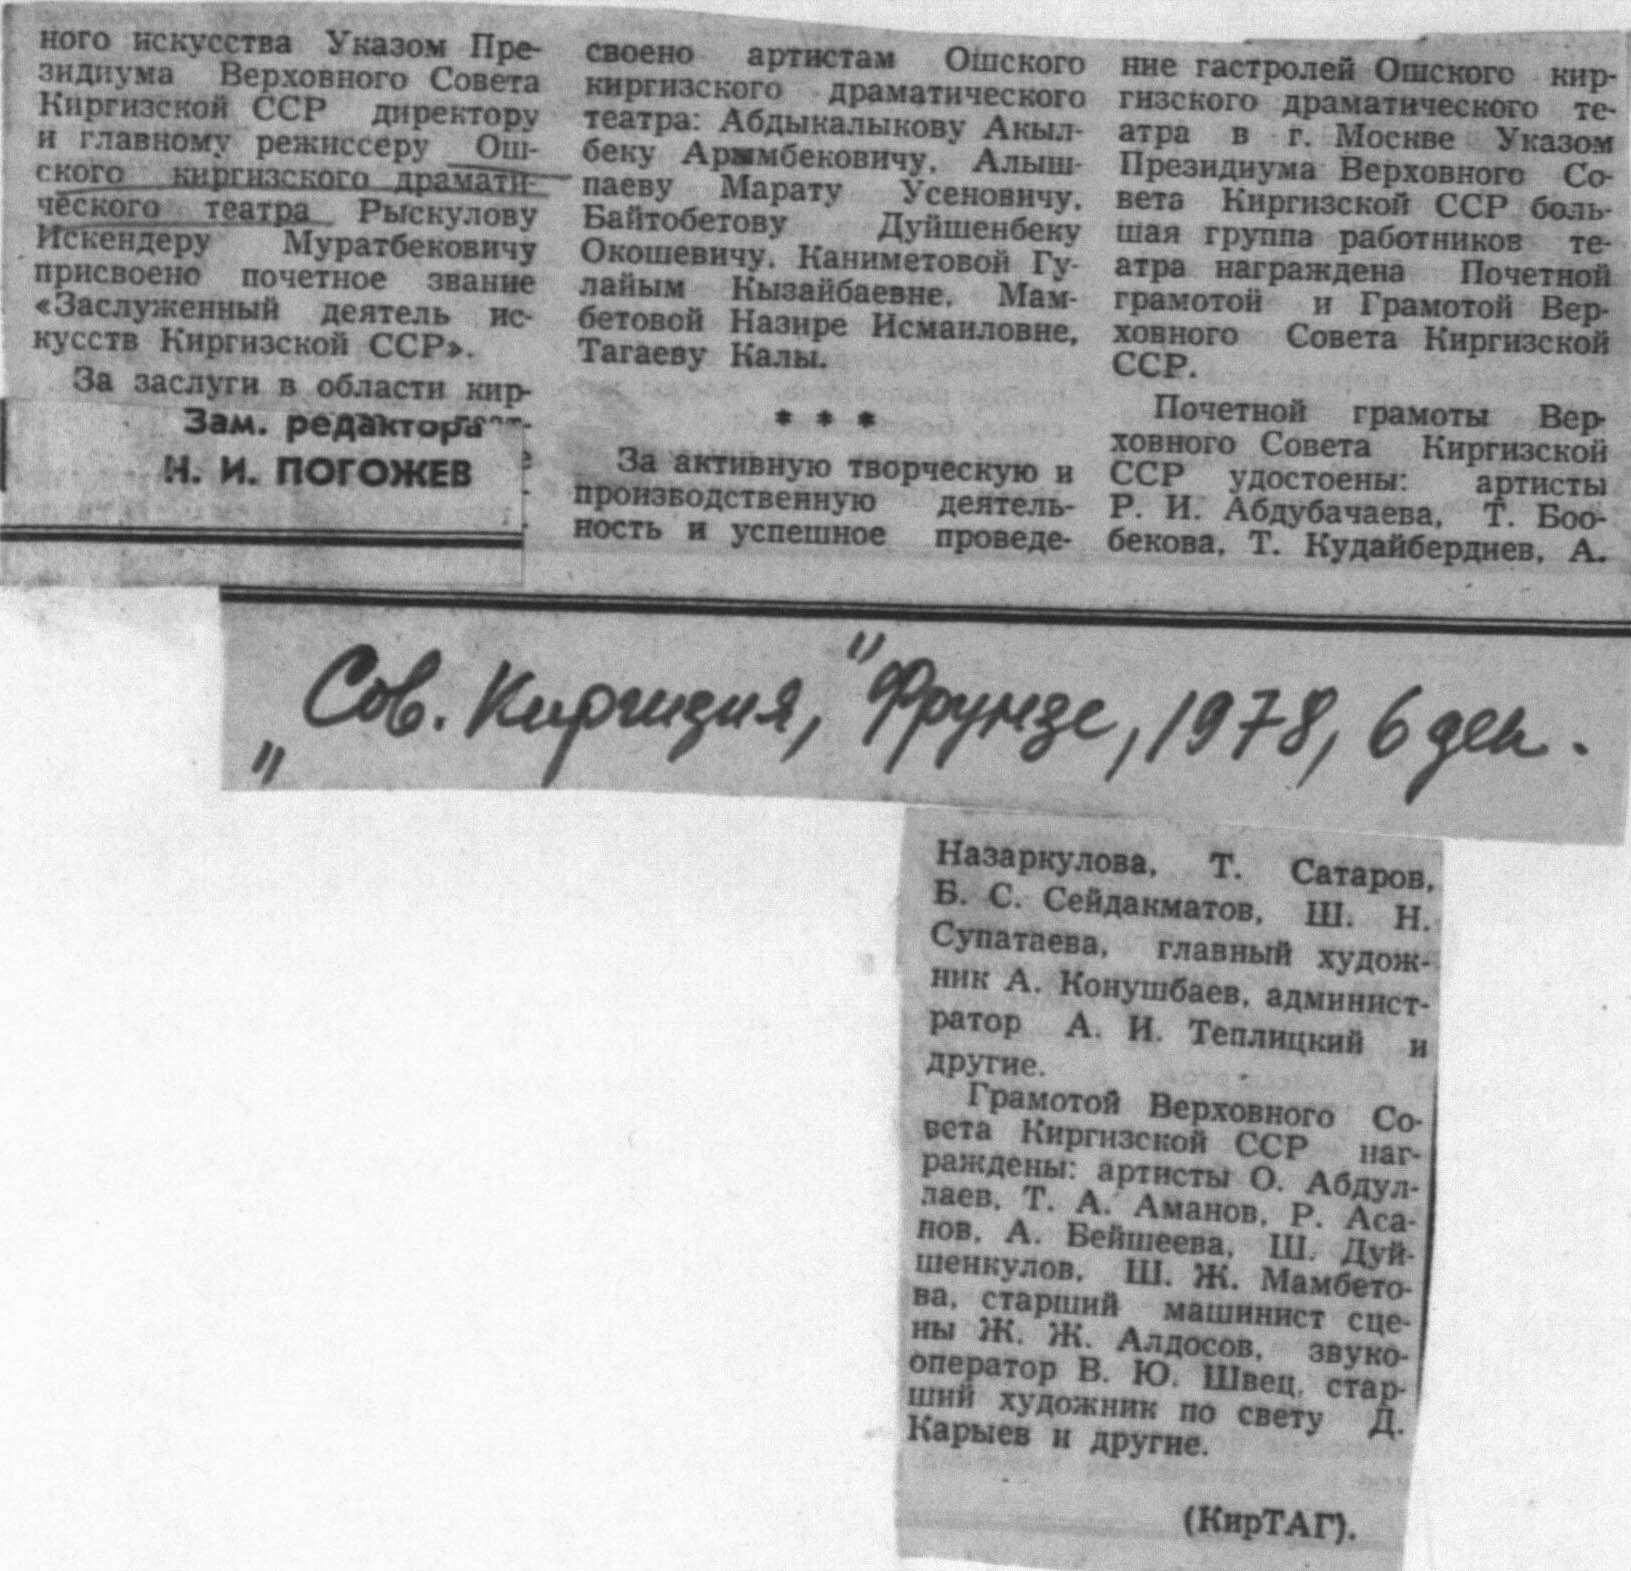 ного искусства Указом Пре-
зидиума Верховного Совета
Киргизской ССР директору
и главному режиссеру Ош-
ского киргизского драмати-
ческого театра Рыскулову
Искендеру Муратбековичу
присвоено почетное звание
«Заслуженный деятель ис-
кусств Киргизской ССР».
За заслуги в области кир-
Зам. редактора
Н. И. ПОГОЖЕВ
своено артистам Ошского
киргизского драматического
театра: Абдыкалыкову Акыл-
беку Арымбековичу, Алыш-
паеву Марату Усеновичу,
Байтобетову Дуйшенбеку
Окошевичу, Каниметовой Гу-
лайым Кызайбаевне, Мам-
бетовой Назире Исмаиловне,
Тагаеву Калы.
* * *
За активную творческую и
производственную деятель-
ность и успешное проведе-
ние гастролей Ошского кир-
гизского драматического те-
атра в г. Москве Указом
Президиума Верховного Со-
вета Киргизской ССР боль-
шая группа работников те-
атра награждена Почетной
грамотой и Грамотой Вер-
ховного Совета Киргизской
ССР.
Почетной грамоты Вер-
ховного Совета Киргизской
ССР удостоены: артисты
Р. И. Абдубачаева, Т. Боо-
бекова, Т. Кудайбердиев, А.
„Сов. Киргизия," Фрунзе, 1978, 6 дек.
Назаркулова, Т. Сатаров,
Б. С. Сейдакматов, Ш. Н.
Супатаева, главный худож-
ник А. Конушбаев, админист-
ратор А. И. Теплицкий и
другие.
Грамотой Верховного Со-
вета Киргизской ССР наг-
раждены: артисты О. Абдул-
лаев, Т. А. Аманов, Р. Аса-
нов, А. Бейшеева, Ш. Дуй-
шенкулов, Ш. Ж. Мамбето-
ва, старший машинист сце-
ны Ж. Ж. Алдосов, звуко-
оператор В. Ю. Швец, стар-
ший художник по свету Д.
Карыев и другие.
(КирТАГ).